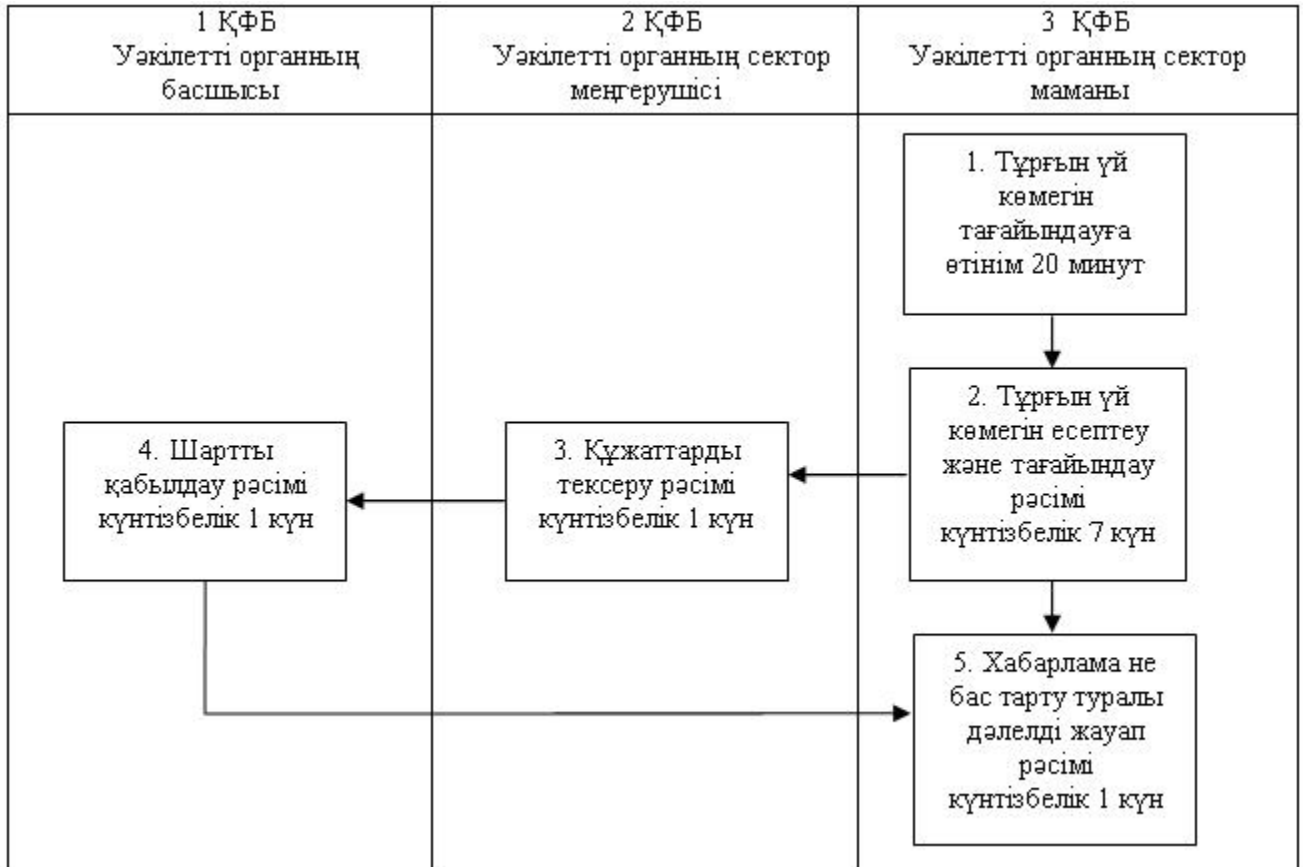 1 ҚФБ
Уәкілетті органның
басшысы
2 ҚФБ
Уәкілетті органның сектор
меңгерушісі
3 ҚФБ
Уәкілетті органның сектор
маманы
1. Тұрғын үй
көмегін
тағайындауға
өтінім 20 минут
2. Тұрғын үй
көмегін есептеу
және тағайындау
рәсімі
күнтізбелік 7 күн
3. Құжаттарды
тексеру рәсімі
күнтізбелік 1 күн
4. Шартты
қабылдау рәсімі
күнтізбелік 1 күн
5. Хабарлама не
бас тарту туралы
дәлелді жауап
рәсімі
күнтізбелік 1 күн